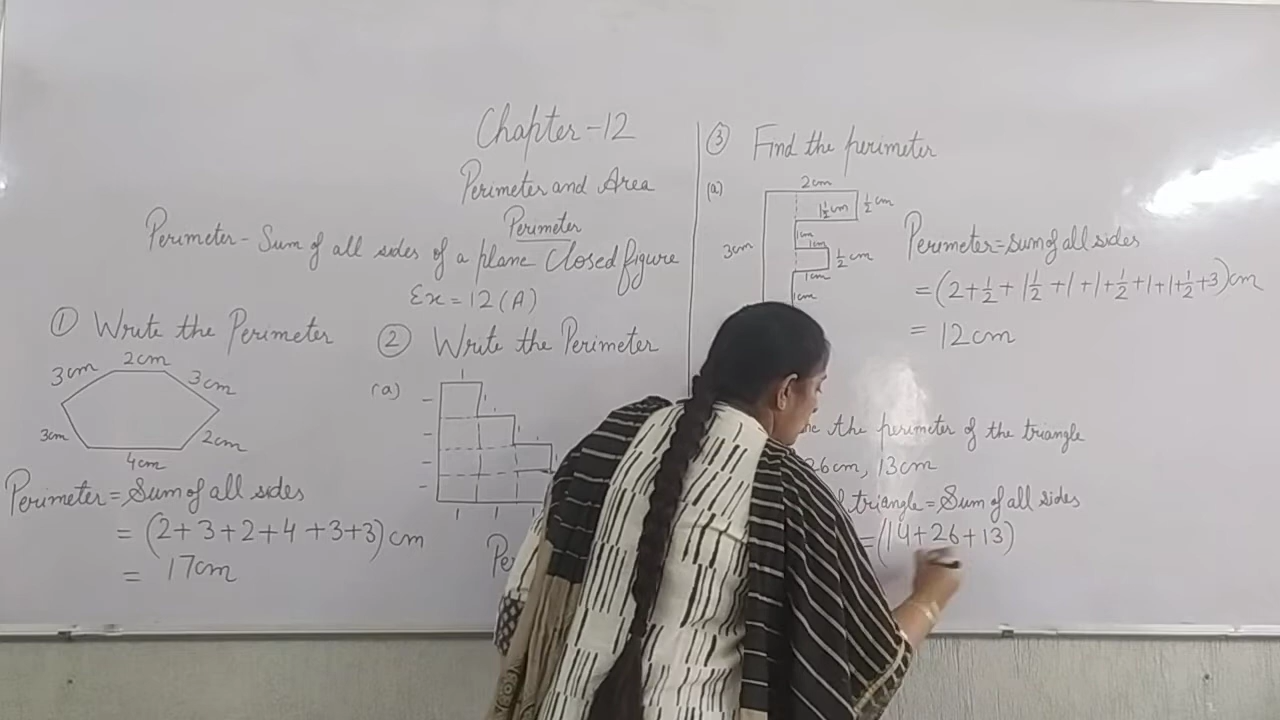 Chapter-12
Perimeter and Area
Perimeter
Perimeter - Sum of all sides of a plane Closed figure
Ex = 12(A)
① Write the Perimeter
2cm
3cm
3cm
3cm
2cm
4cm
Perimeter = Sum of all sides
= (2+3+2+4+3+3)cm
= 17cm
② Write the Perimeter
(a)
③ Find the perimeter
(a)
2cm
1½cm
½cm
1cm
1cm
3cm
½cm
1cm
1cm
Perimeter = sum of all sides
= (2+½+1½+1+1+½+1+1½+3)cm
= 12cm
the perimeter of the triangle
26cm, 13cm
triangle = Sum of all sides
= (14+26+13)